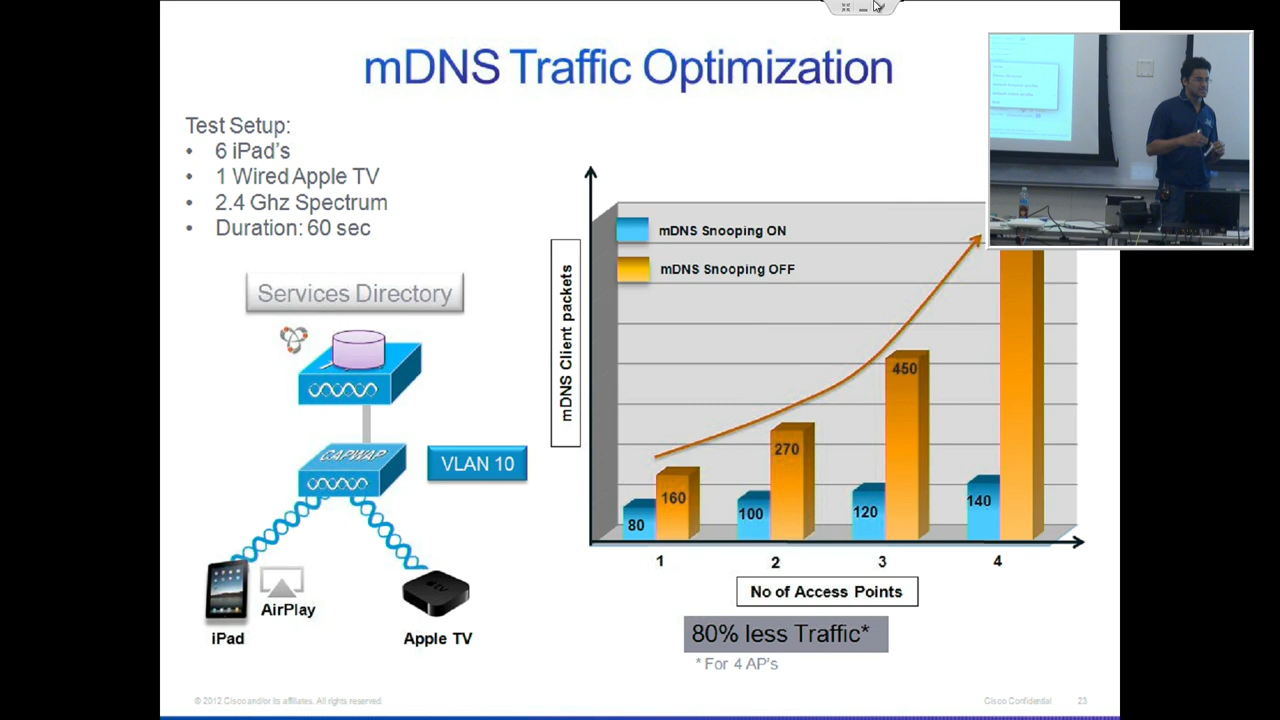 mDNS Traffic Optimization
Test Setup:
• 6 iPad's
• 1 Wired Apple TV
• 2.4 Ghz Spectrum
• Duration: 60 sec
Services Directory
CAPWAP
VLAN 10
AirPlay
iPad
Apple TV
tv
mDNS Client packets
mDNS Snooping ON
mDNS Snooping OFF
80
160
100
270
120
450
140
1
2
3
4
No of Access Points
80% less Traffic*
* For 4 AP's
© 2012 Cisco and/or its affiliates. All rights reserved.
Cisco Confidential
23